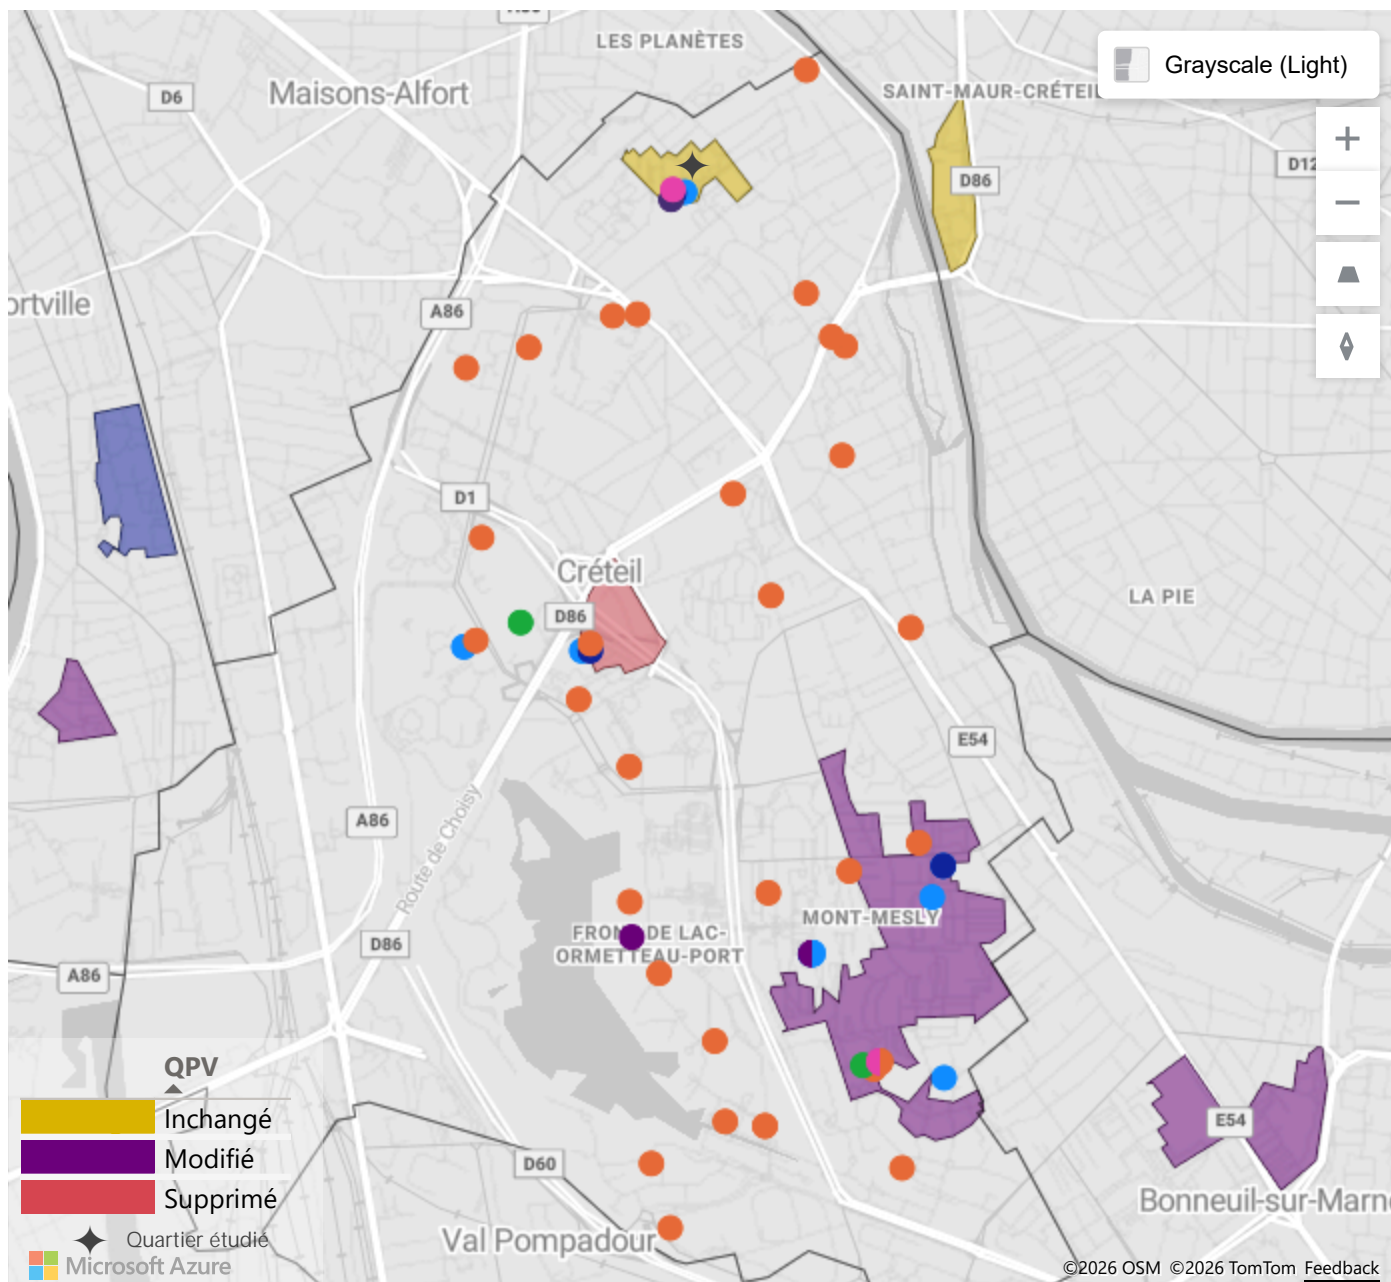 LES PLANÈTES
Grayscale (Light)
Maisons-Alfort
D6
SAINT-MAUR-CRÉTEIL
D12
D86
ortville
A86
D1
Créteil
D86
LA PIE
E54
A86
Route de Choisy
MONT-MESLY
D86
FRONT DE LAC-
ORMETTEAU-PORT
A86
QPV
Inchangé
Modifié
Supprimé
Quartier étudié
E54
D60
Bonneuil-sur-Marn
Val Pompadour
Microsoft Azure
©2026 OSM ©2026 TomTom Feedback